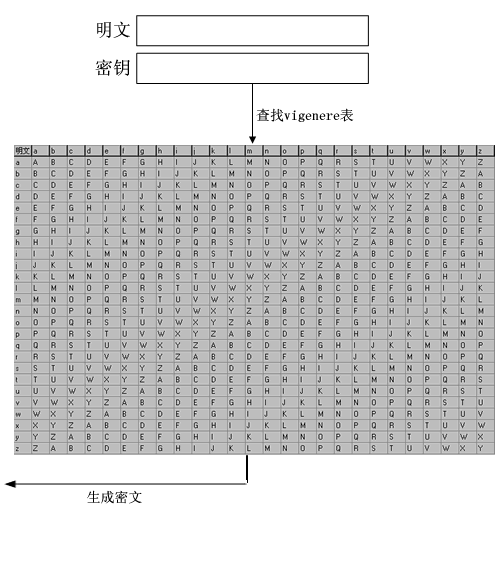 明文
密钥
查找vigenere表
明文 a b c d e f g h i j k l m n o p q r s t u v w x y z
a A B C D E F G H I J K L M N O P Q R S T U V W X Y Z
b B C D E F G H I J K L M N O P Q R S T U V W X Y Z A
c C D E F G H I J K L M N O P Q R S T U V W X Y Z A B
d D E F G H I J K L M N O P Q R S T U V W X Y Z A B C
e E F G H I J K L M N O P Q R S T U V W X Y Z A B C D
f F G H I J K L M N O P Q R S T U V W X Y Z A B C D E
g G H I J K L M N O P Q R S T U V W X Y Z A B C D E F
h H I J K L M N O P Q R S T U V W X Y Z A B C D E F G
i I J K L M N O P Q R S T U V W X Y Z A B C D E F G H
j J K L M N O P Q R S T U V W X Y Z A B C D E F G H I
k K L M N O P Q R S T U V W X Y Z A B C D E F G H I J
l L M N O P Q R S T U V W X Y Z A B C D E F G H I J K
m M N O P Q R S T U V W X Y Z A B C D E F G H I J K L
n N O P Q R S T U V W X Y Z A B C D E F G H I J K L M
o O P Q R S T U V W X Y Z A B C D E F G H I J K L M N
p P Q R S T U V W X Y Z A B C D E F G H I J K L M N O
q Q R S T U V W X Y Z A B C D E F G H I J K L M N O P
r R S T U V W X Y Z A B C D E F G H I J K L M N O P Q
s S T U V W X Y Z A B C D E F G H I J K L M N O P Q R
t T U V W X Y Z A B C D E F G H I J K L M N O P Q R S
u U V W X Y Z A B C D E F G H I J K L M N O P Q R S T
v V W X Y Z A B C D E F G H I J K L M N O P Q R S T U
w W X Y Z A B C D E F G H I J K L M N O P Q R S T U V
x X Y Z A B C D E F G H I J K L M N O P Q R S T U V W
y Y Z A B C D E F G H I J K L M N O P Q R S T U V W X
z Z A B C D E F G H I J K L M N O P Q R S T U V W X Y
生成密文